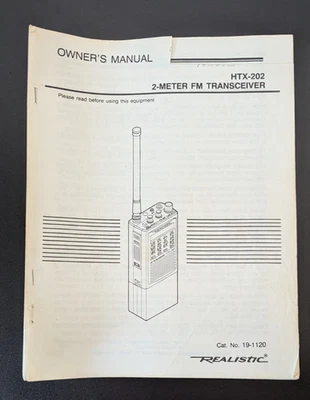 OWNER'S MANUAL
HTX-202
2-METER FM TRANSCEIVER
Please read before using this equipment
Cat. No. 19-1120
REALISTIC